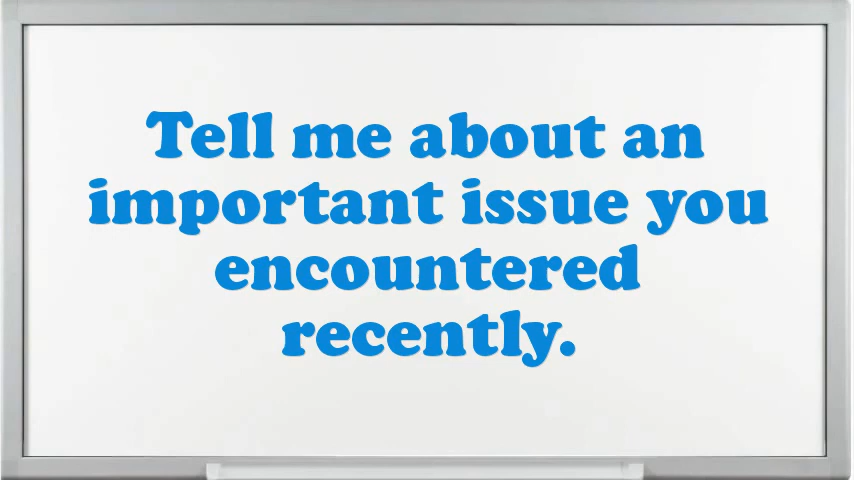 Tell me about an
important issue you
encountered
recently.